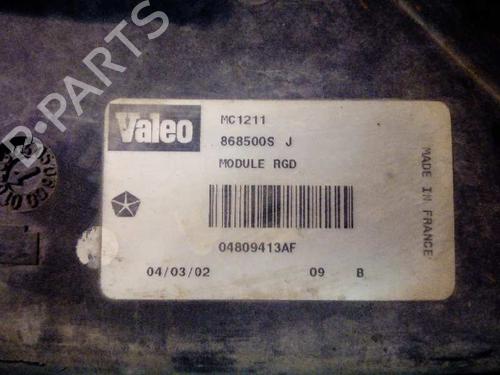 D-PARTS
Valeo
MC1211
868500S J
MODULE RGD
04809413AF
04/03/02 09 B
MADE IN FRANCE